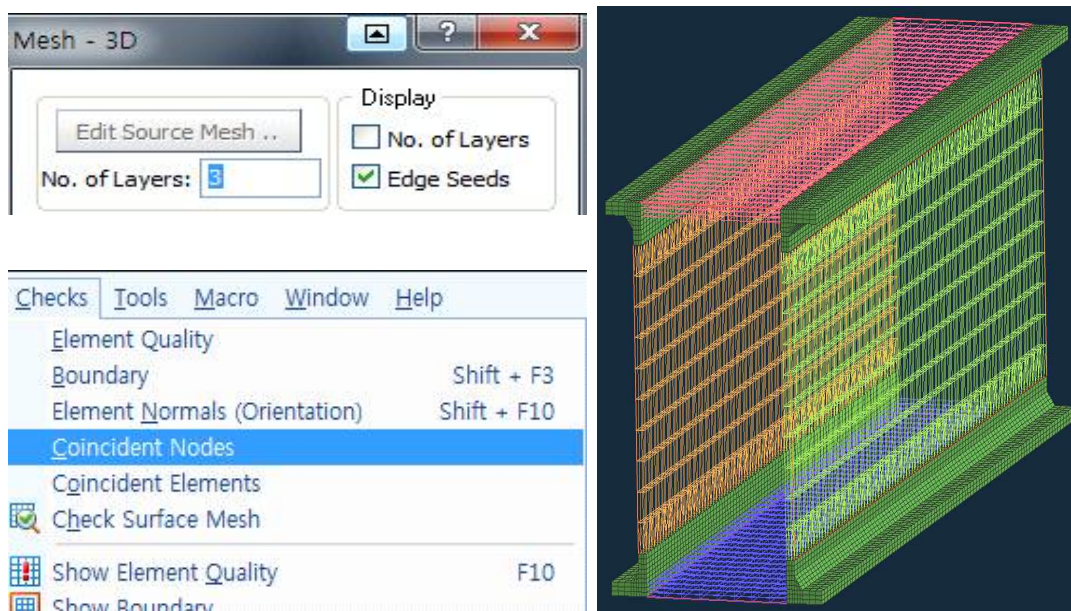 Mesh - 3D
Display
Edit Source Mesh ..
No. of Layers
No. of Layers: 3
Edge Seeds
Checks Tools Macro Window Help
Element Quality
Boundary Shift + F3
Element Normals (Orientation) Shift + F10
Coincident Nodes
Coincident Elements
Check Surface Mesh
Show Element Quality F10
Show Boundary